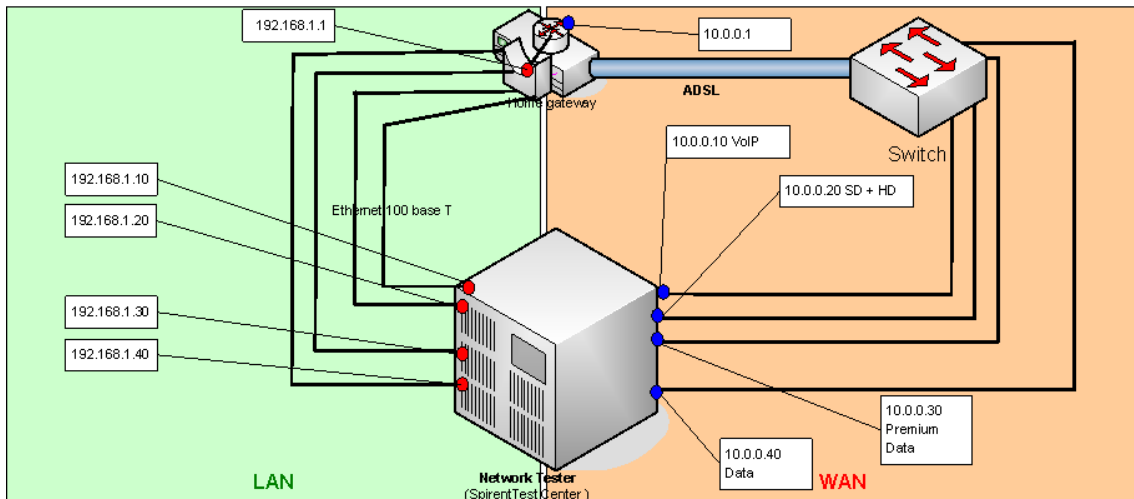 192.168.1.1
10.0.0.1
Home gateway
ADSL
Switch
10.0.0.10 VoIP
192.168.1.10
10.0.0.20 SD + HD
192.168.1.20
Ethernet 100 base T
192.168.1.30
192.168.1.40
10.0.0.30
Premium
Data
10.0.0.40
Data
LAN
Network Tester
(SpirentTest Center )
WAN